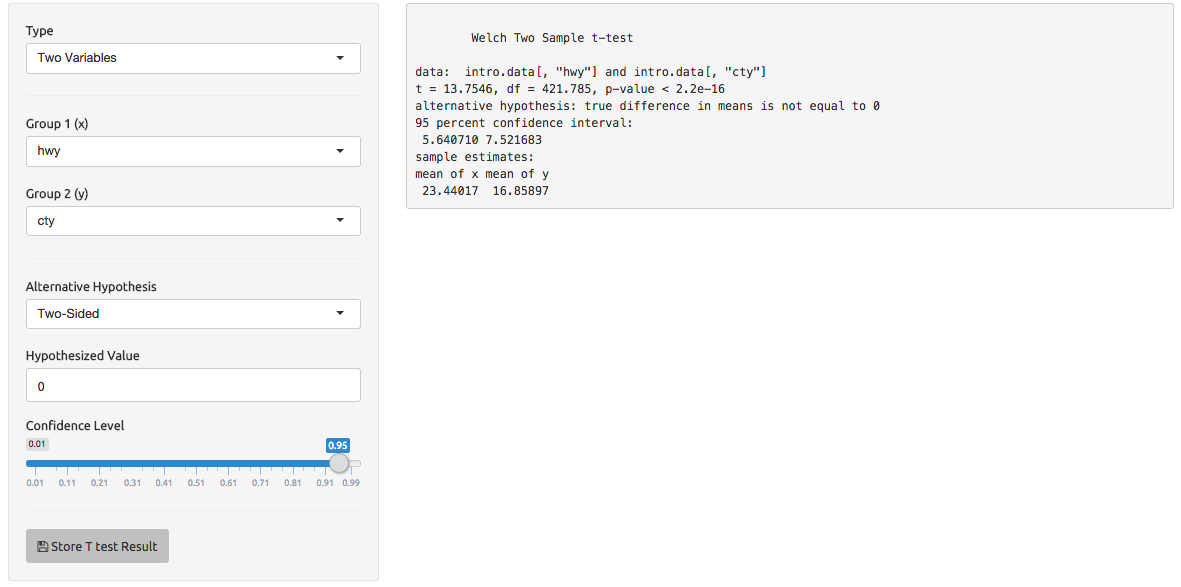 Type
Two Variables
Group 1 (x)
hwy
Group 2 (y)
cty
Alternative Hypothesis
Two-Sided
Hypothesized Value
0
Confidence Level
0.01
0.95
0.01 0.11 0.21 0.31 0.41 0.51 0.61 0.71 0.81 0.91 0.99
Store T test Result
Welch Two Sample t-test
data:  intro.data[, "hwy"] and intro.data[, "cty"]
t = 13.7546, df = 421.785, p-value < 2.2e-16
alternative hypothesis: true difference in means is not equal to 0
95 percent confidence interval:
5.640710 7.521683
sample estimates:
mean of x mean of y
23.44017  16.85897